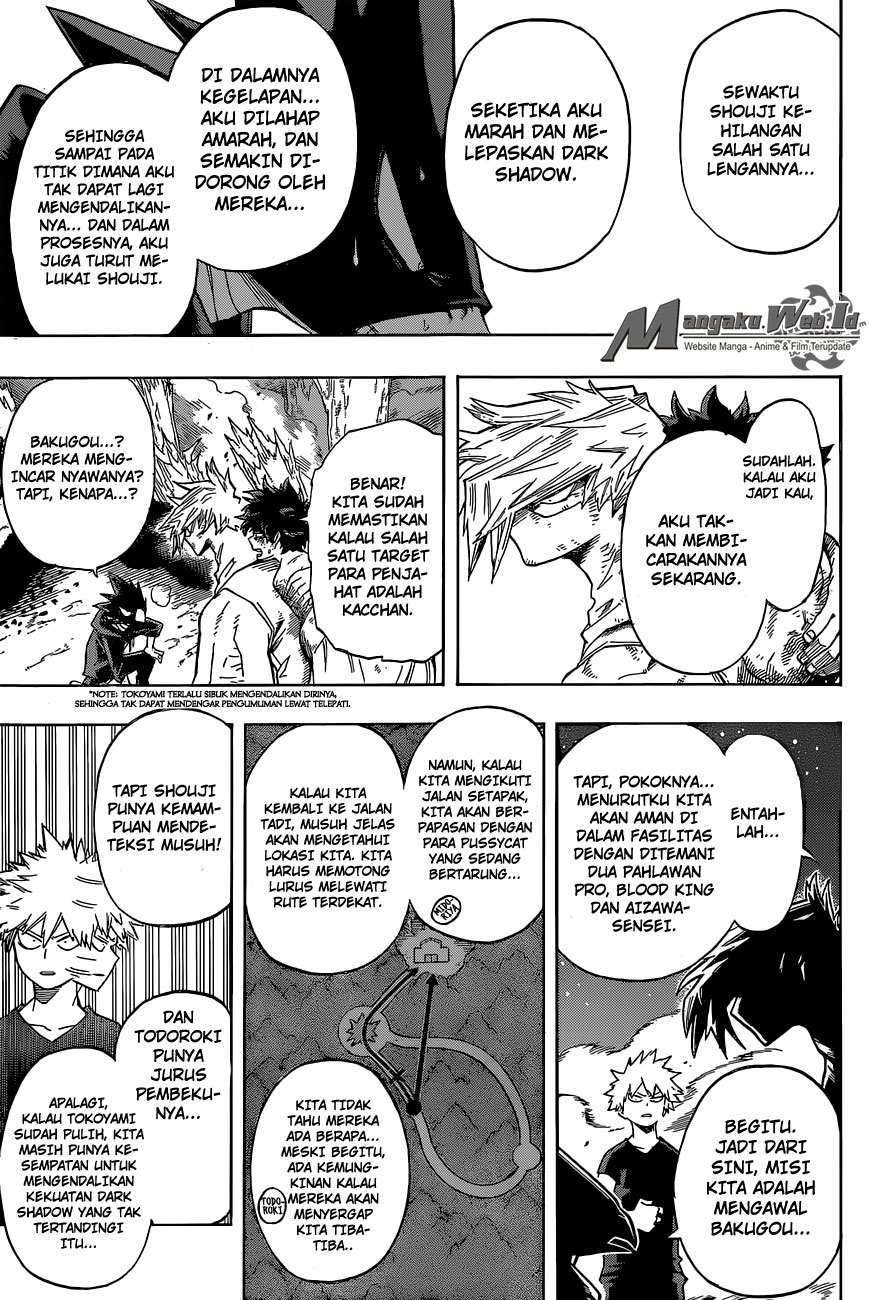 SEWAKTU
SHOUJI KE-
HILANGAN
SALAH SATU
LENGANNYA...
SEKETIKA AKU
MARAH DAN ME-
LEPASKAN DARK
SHADOW.
DI DALAMNYA
KEGELAPAN...
AKU DILAHAP
AMARAH, DAN
SEMAKIN DI-
DORONG OLEH
MEREKA...
SEHINGGA
SAMPAI PADA
TITIK DIMANA AKU
TAK DAPAT LAGI
MENGENDALIKAN-
NYA... DAN DALAM
PROSESNYA, AKU
JUGA TURUT ME-
LUKAI SHOUJI.
Mangaku.Web.Id
Website Manga - Anime & Film Terupdate
SUDAHLAH.
KALAU AKU
JADI KAU,
AKU TAK-
KAN MEMBI-
CARAKANNYA
SEKARANG.
BENAR!
KITA SUDAH
MEMASTIKAN
KALAU SALAH
SATU TARGET
PARA PENJA-
HAT ADALAH
KACCHAN.
BAKUGOU...?
MEREKA MENG-
INCAR NYAWANYA?
TAPI, KENAPA...?
*NOTE: TOKOYAMI TERLALU SIBUK MENGENDALIKAN DIRINYA,
SEHINGGA TAK DAPAT MENDENGAR PENGUMUMAN LEWAT TELEPATI.
ENTAH-
LAH...
TAPI, POKOKNYA...
MENURUTKU KITA
AKAN AMAN DI
DALAM FASILITAS
DENGAN DITEMANI
DUA PAHLAWAN
PRO, BLOOD KING
DAN AIZAWA-
SENSEI.
BEGITU.
JADI DARI
SINI, MISI
KITA ADALAH
MENGAWAL
BAKUGOU...
NAMUN, KALAU
KITA MENGIKUTI
JALAN SETAPAK,
KITA AKAN BER-
PAPASAN DENGAN
PARA PUSSYCAT
YANG SEDANG
BERTARUNG...
MIDO-
RIYA
KALAU KITA
KEMBALI KE JALAN
TADI, MUSUH JELAS
AKAN MENGETAHUI
LOKASI KITA. KITA
HARUS MEMOTONG
LURUS MELEWATI
RUTE TERDEKAT.
KITA TIDAK
TAHU MEREKA
ADA BERAPA...
MESKI BEGITU,
ADA KEMUNG-
KINAN KALAU
MEREKA AKAN
MENYERGAP
KITA TIBA-
TIBA..
TODO-
ROKI
TAPI SHOUJI
PUNYA KEMAM-
PUAN MENDE-
TEKSI MUSUH!
DAN
TODOROKI
PUNYA
JURUS
PEMBEKU-
NYA...
APALAGI,
KALAU TOKOYAMI
SUDAH PULIH, KITA
MASIH PUNYA KE-
SEMPATAN UNTUK
MENGENDALIKAN
KEKUATAN DARK
SHADOW YANG TAK
TERTANDINGI
ITU...